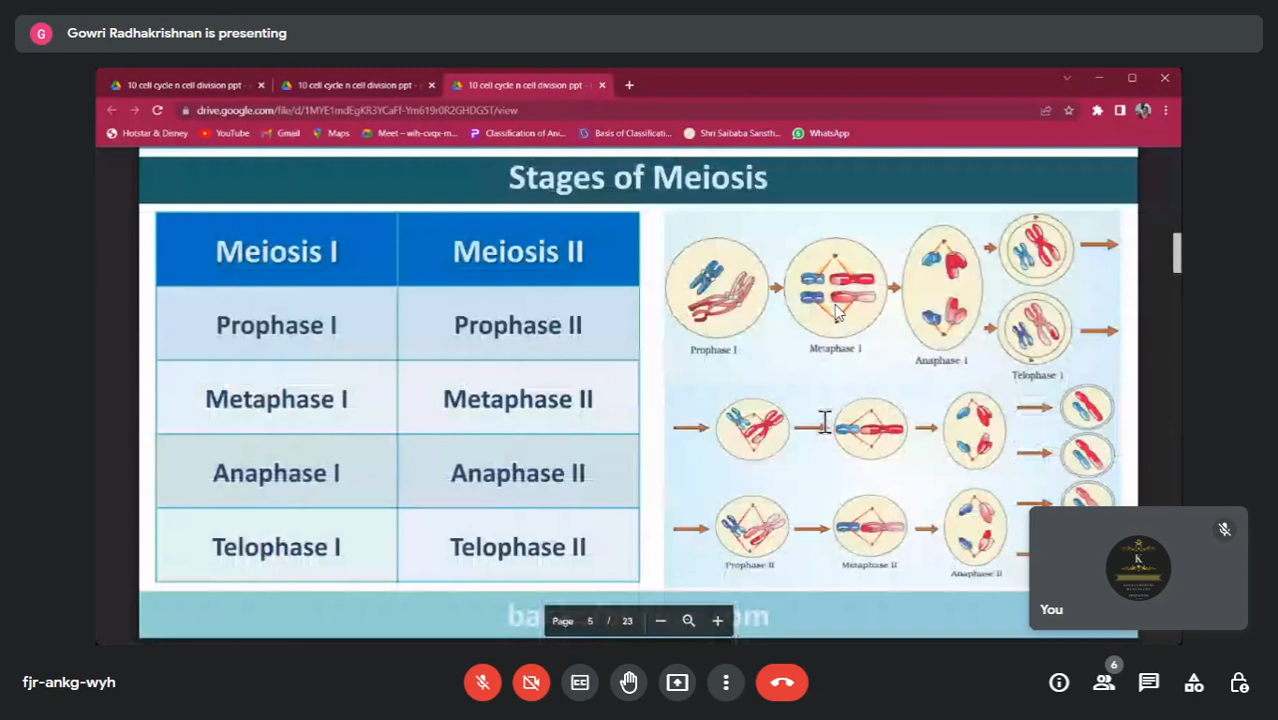 G Gowri Radhakrishnan is presenting
10 cell cycle n cell division ppt -
10 cell cycle n cell division ppt -
10 cell cycle n cell division ppt -
Hotstar & Disney YouTube Gmail Maps Meet – wih-cvqx-m... Classification of Ani... Basis of Classificati... Shri Saibaba Sansth... WhatsApp
Stages of Meiosis
Meiosis I Meiosis II
Prophase I Prophase II
Metaphase I Metaphase II
Anaphase I Anaphase II
Telophase I Telophase II
Prophase I Metaphase I Anaphase I Telophase I
Prophase II Metaphase II Anaphase II
Page 5 / 23
K
You
fjr-ankg-wyh
6